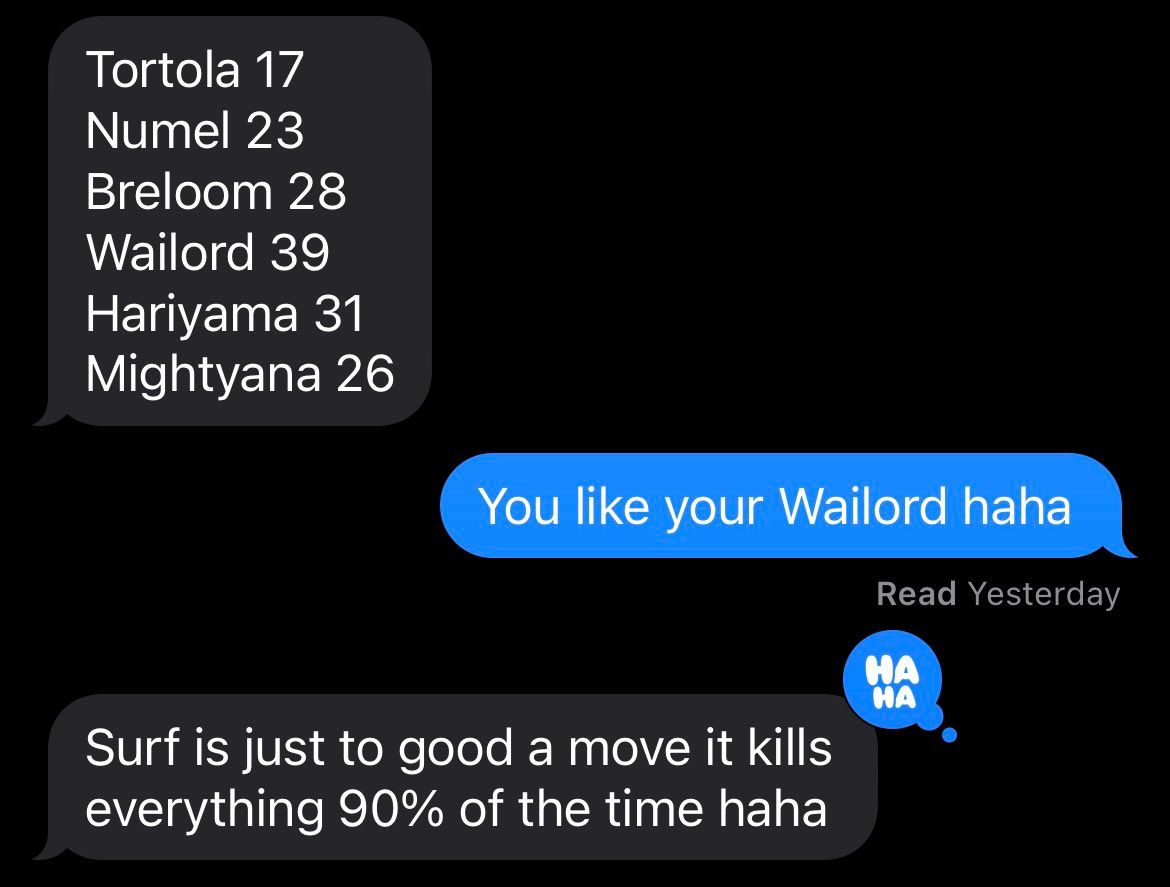 Tortola 17
Numel 23
Breloom 28
Wailord 39
Hariyama 31
Mightyana 26
You like your Wailord haha
Read Yesterday
HA
HA
Surf is just to good a move it kills
everything 90% of the time haha